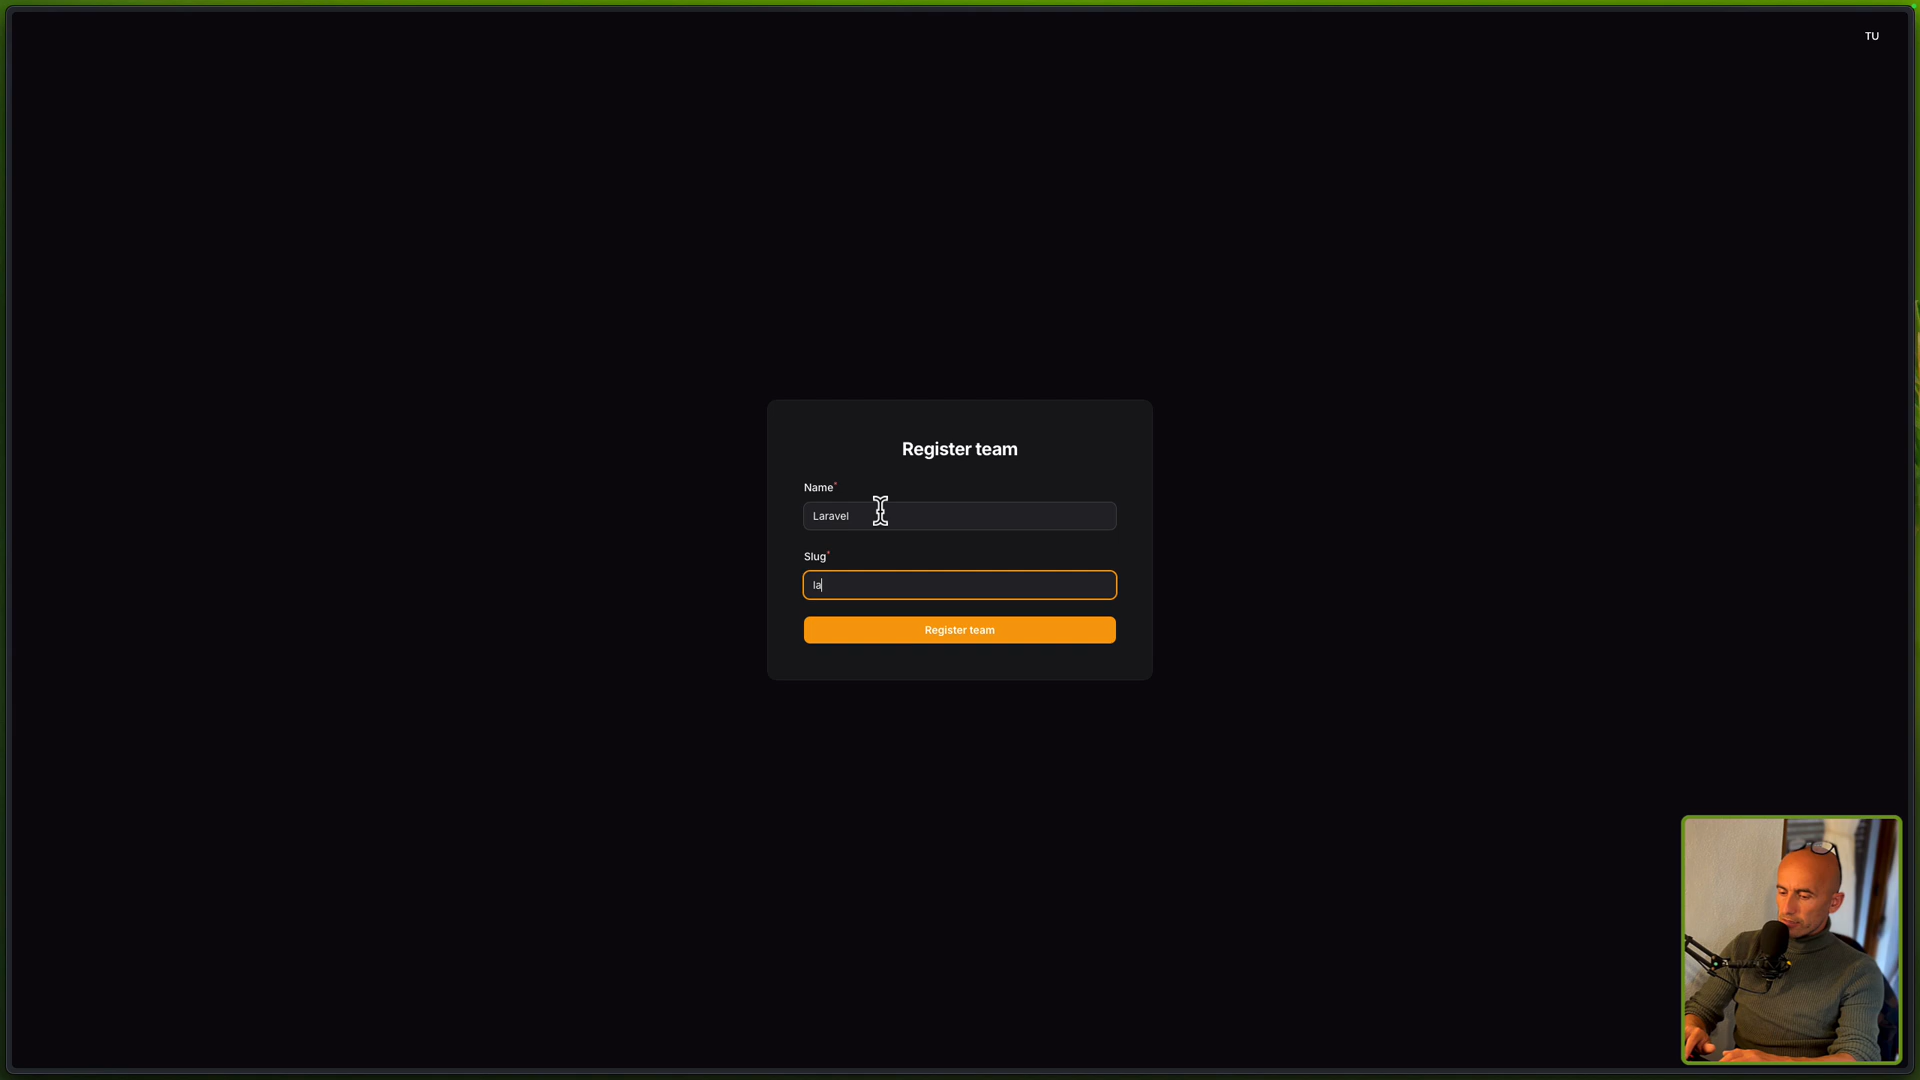 TU
Register team
Name*
Laravel
Slug*
la
Register team